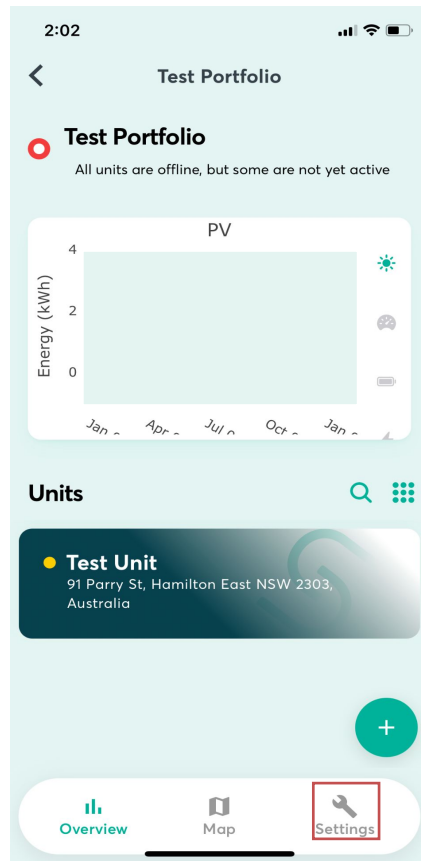 2:02
Test Portfolio
Test Portfolio
All units are offline, but some are not yet active
PV
Energy (kWh)
4
2
0
Units
Test Unit
91 Parry St, Hamilton East NSW 2303,
Australia
+
Overview Map Settings